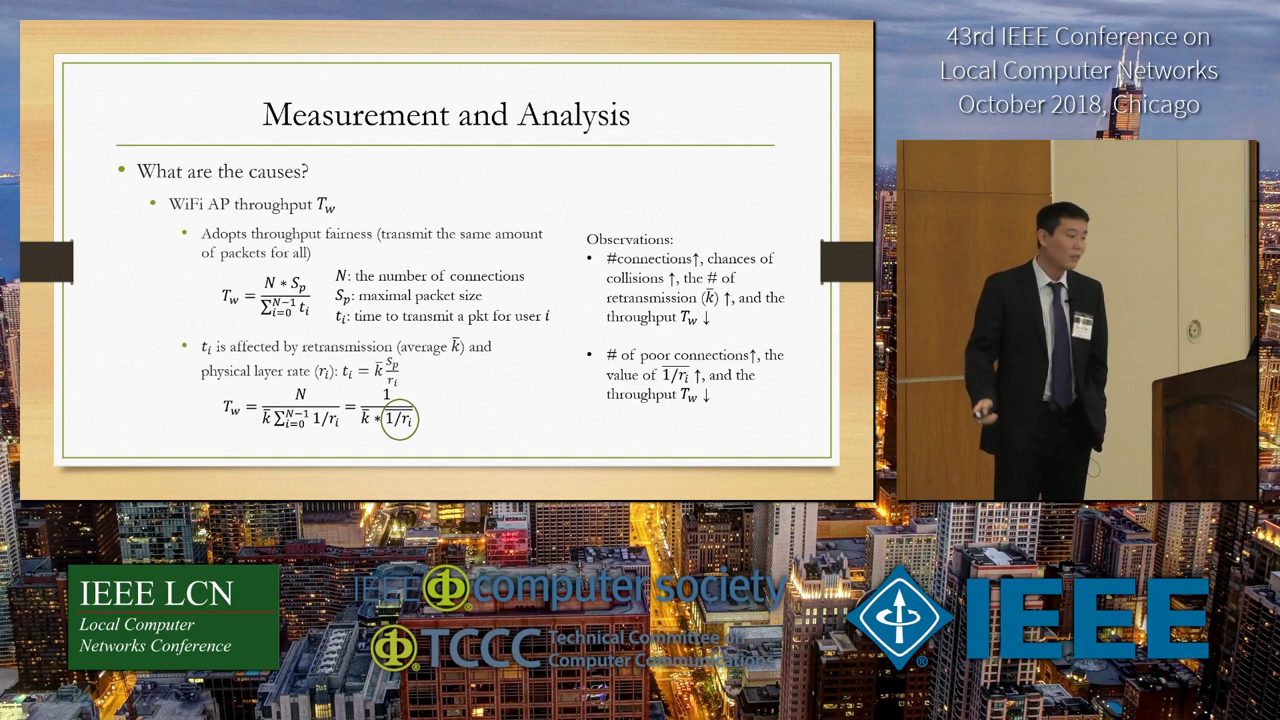 43rd IEEE Conference on
Local Computer Networks
October 2018, Chicago
Measurement and Analysis
• What are the causes?
• WiFi AP throughput T_w
• Adopts throughput fairness (transmit the same amount
of packets for all)
T_w = (N * S_p) / (∑_{i=0}^{N−1} t_i)
N: the number of connections
S_p: maximal packet size
t_i: time to transmit a pkt for user i
• t_i is affected by retransmission (average k̄) and
physical layer rate (r_i): t_i = k̄ S_p/r_i
T_w = N / (k̄ ∑_{i=0}^{N−1} 1/r_i) = 1 / (k̄ * \overline{1/r_i})
Observations:
• #connections↑, chances of
collisions ↑, the # of
retransmission (k̄) ↑, and the
throughput T_w ↓
• # of poor connections↑, the
value of \overline{1/r_i} ↑, and the
throughput T_w ↓
IEEE LCN
Local Computer
Networks Conference
IEEE computer society
TCCC Technical Committee on
Computer Communications
IEEE